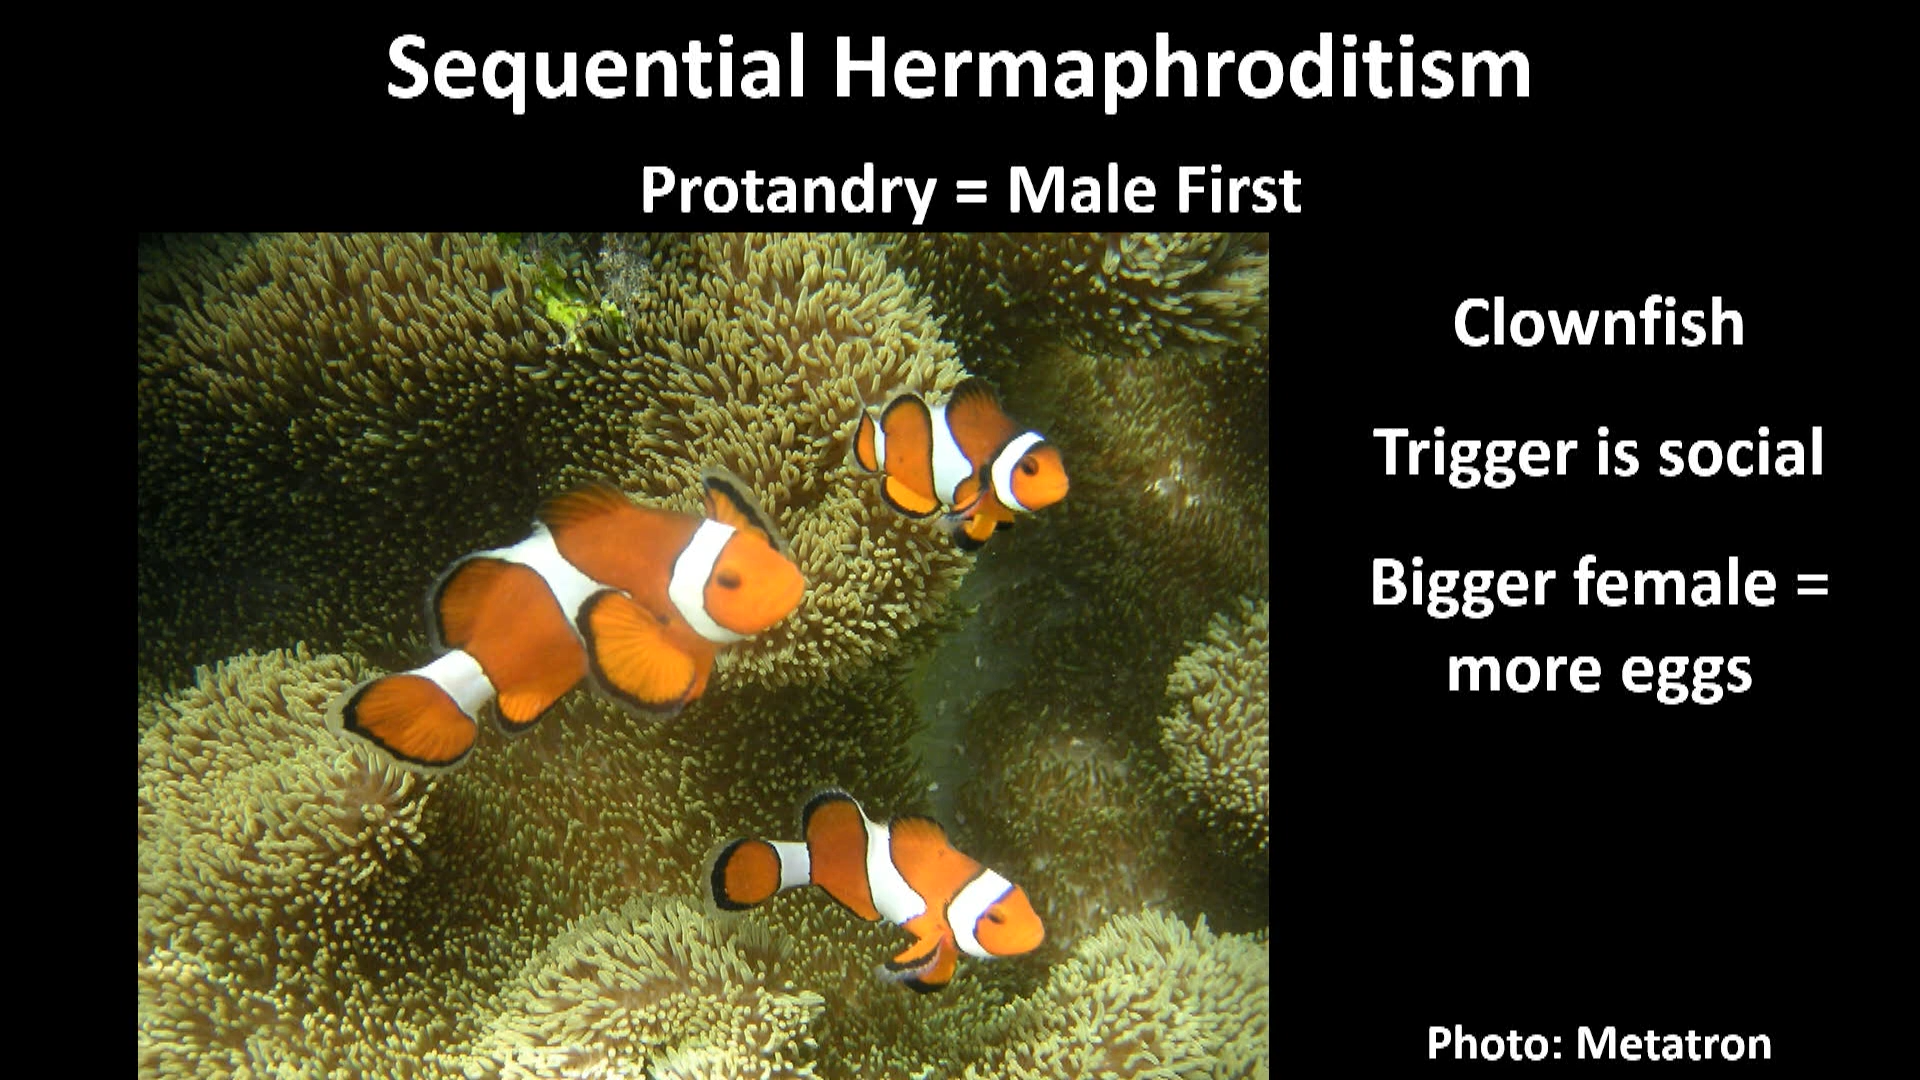 Sequential Hermaphroditism
Protandry = Male First
Clownfish
Trigger is social
Bigger female =
more eggs
Photo: Metatron